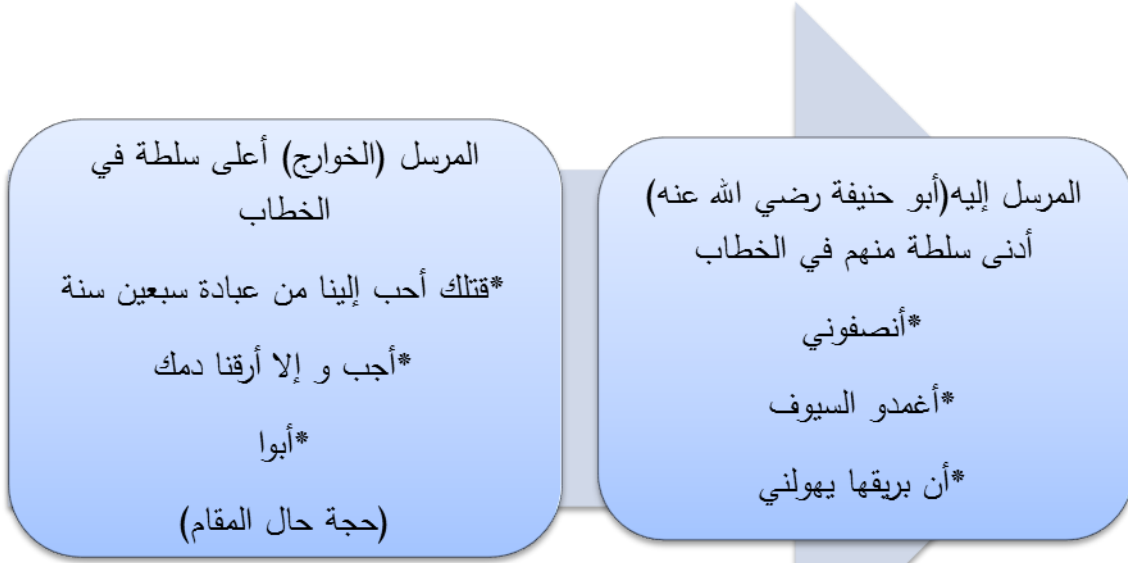 المرسل (الخوارج) أعلى سلطة في
الخطاب
*قتلك أحب إلينا من عبادة سبعين سنة
*أجب و إلا أرقنا دمك
*أبوا
(حجة حال المقام)
المرسل إليه(أبو حنيفة رضي الله عنه)
أدنى سلطة منهم في الخطاب
*أنصفوني
*أغمدو السيوف
*أن بريقها يهولني